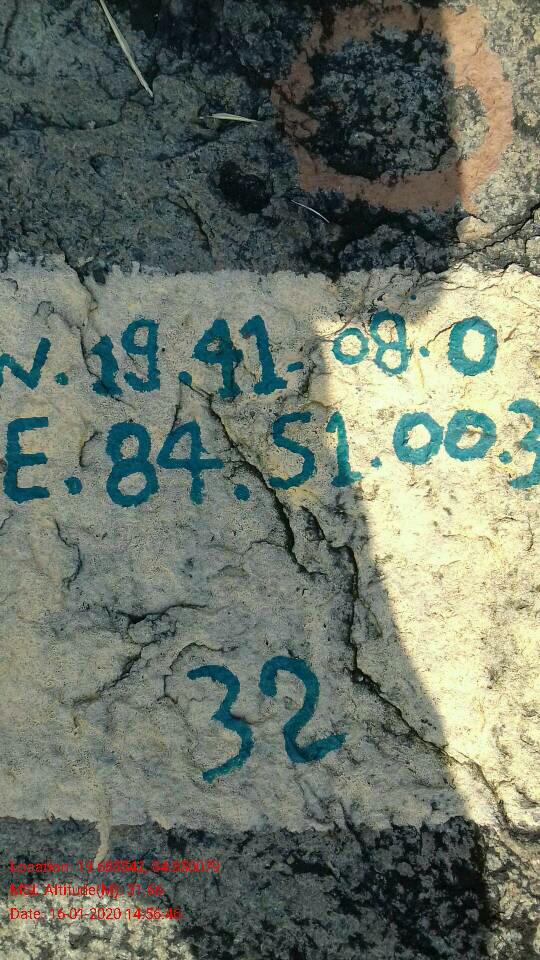 N.19.41.08.0
E.84.51.00.3
32
Location: 19.685542, 84.850079
MSL Altitude(M): 31.66
Date: 16-01-2020 14:56:46